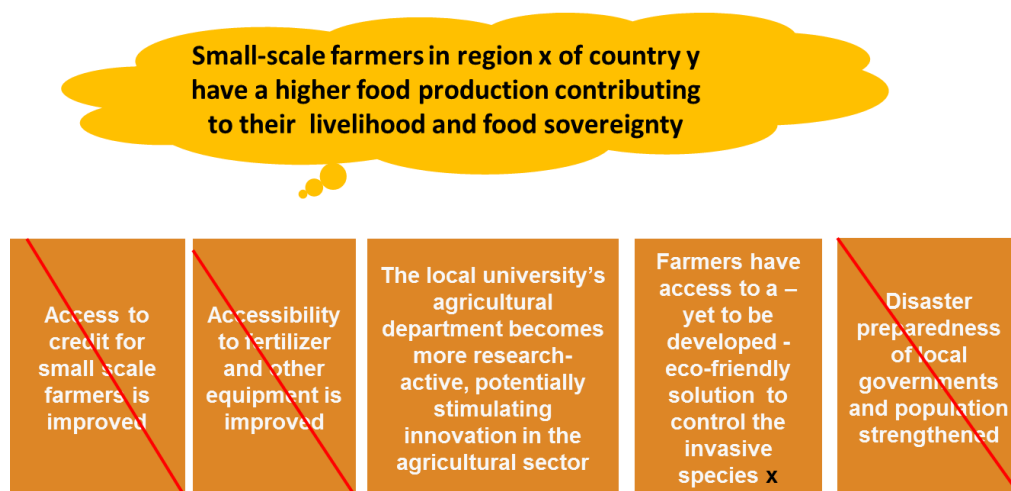 Small-scale farmers in region x of country y
have a higher food production contributing
to their livelihood and food sovereignty
Access to
credit for
small scale
farmers is
improved
Accessibility
to fertilizer
and other
equipment is
improved
The local university’s
agricultural
department becomes
more research-
active, potentially
stimulating
innovation in the
agricultural sector
Farmers have
access to a –
yet to be
developed -
eco-friendly
solution to
control the
invasive
species x
Disaster
preparedness
of local
governments
and population
strengthened